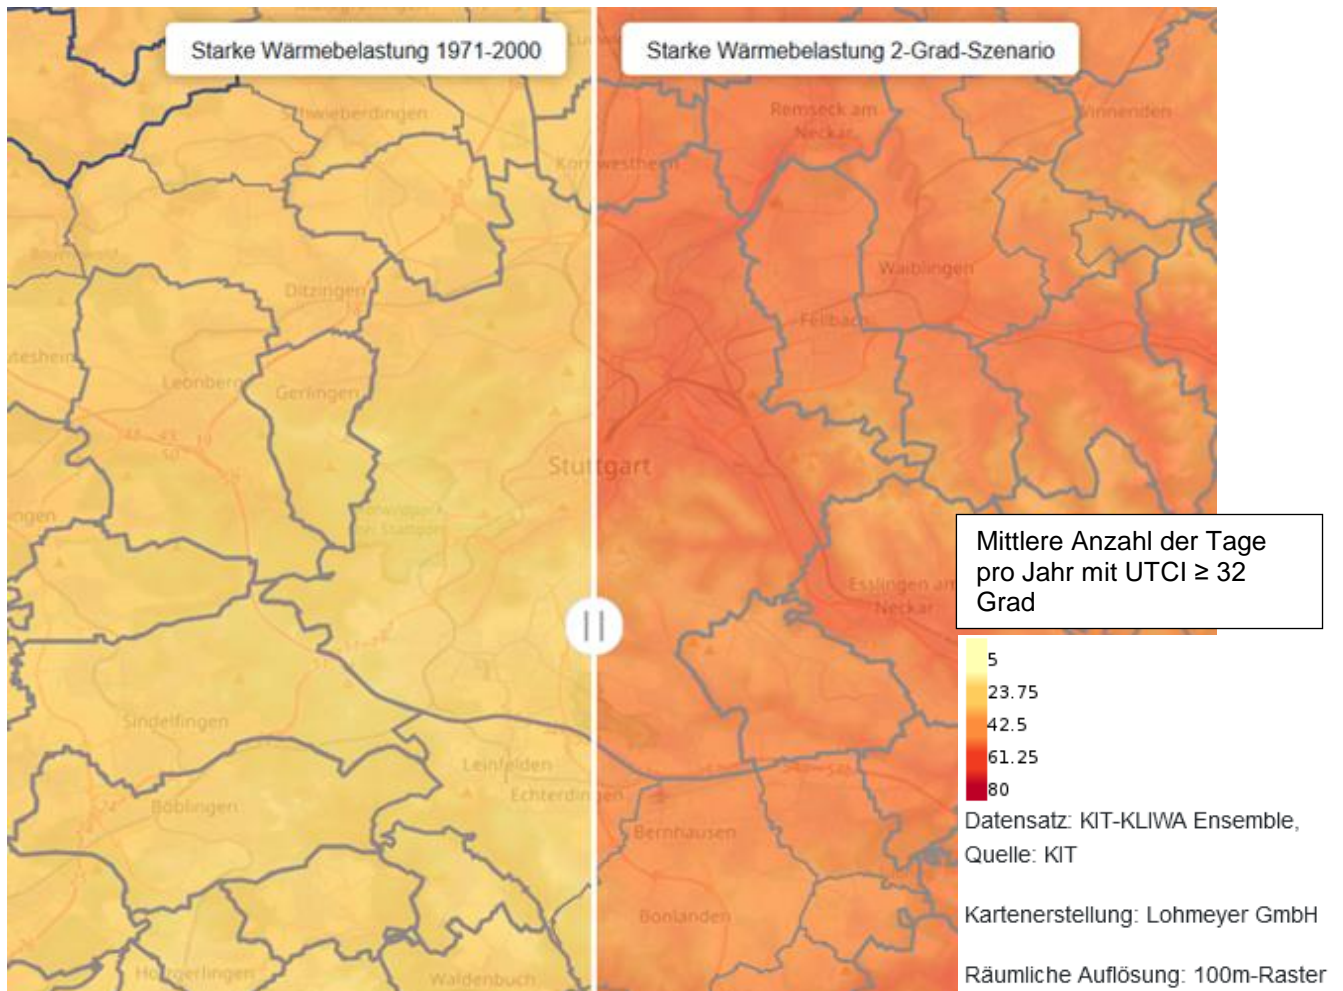 Starke Wärmebelastung 1971-2000
Starke Wärmebelastung 2-Grad-Szenario
Schwieberdingen
Remseck am
Neckar
Winnenden
Kornwestheim
Waiblingen
Ditzingen
Fellbach
utesheim
Leonberg
Gerlingen
Stuttgart
ingen
Esslingen am
Neckar
Sindelfingen
Leinfelden
Echterdingen
Böblingen
Bernhausen
Bonlanden
Holzgerlingen
Waldenbuch
Mittlere Anzahl der Tage
pro Jahr mit UTCI ≥ 32
Grad
5
23.75
42.5
61.25
80
Datensatz: KIT-KLIWA Ensemble,
Quelle: KIT
Kartenerstellung: Lohmeyer GmbH
Räumliche Auflösung: 100m-Raster